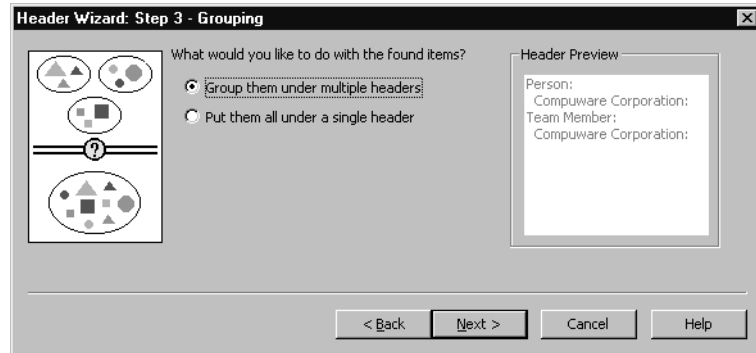 Header Wizard: Step 3 - Grouping
What would you like to do with the found items?
Group them under multiple headers
Put them all under a single header
?
Header Preview
Person:
Compuware Corporation:
Team Member:
Compuware Corporation:
< Back
Next >
Cancel
Help